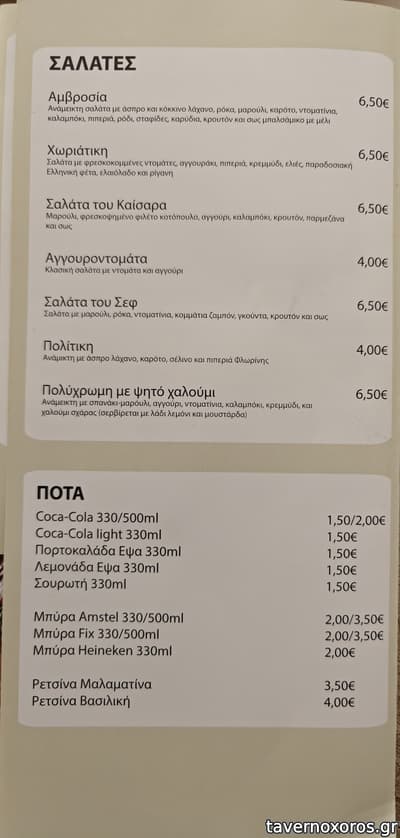 ΣΑΛΑΤΕΣ
Αμβροσία 6,50€
Ανάμεικτη σαλάτα με άσπρο και κόκκινο λάχανο, ρόκα, μαρούλι, καρότο, ντοματίνια,
καλαμπόκι, πιπεριά, ρόδι, σταφίδες, καρύδια, κρουτόν και σως μπαλσάμικο με μέλι
Χωριάτικη 6,50€
Σαλάτα με φρεσκοκομμένες ντομάτες, αγγουράκι, πιπεριά, κρεμμύδι, ελιές, παραδοσιακή
Ελληνική φέτα, ελαιόλαδο και ρίγανη
Σαλάτα του Καίσαρα 6,50€
Μαρούλι, φρεσκοψημένο φιλέτο κοτόπουλο, αγγούρι, καλαμπόκι, κρουτόν, παρμεζάνα
και σως
Αγγουροντομάτα 4,00€
Κλασική σαλάτα με ντομάτα και αγγούρι
Σαλάτα του Σεφ 6,50€
Σαλάτα με μαρούλι, ρόκα, ντοματίνια, κομμάτια ζαμπόν, γκούντα, κρουτόν και σως
Πολίτικη 4,00€
Ανάμικτη με άσπρο λάχανο, καρότο, σέλινο και πιπεριά Φλωρίνης
Πολύχρωμη με ψητό χαλούμι 6,50€
Ανάμεικτη με σπανάκι-μαρούλι, αγγούρι, ντοματίνια, καλαμπόκι, κρεμμύδι, και
χαλούμι σχάρας (σερβίρεται με λάδι λεμόνι και μουστάρδα)
ΠΟΤΑ
Coca-Cola 330/500ml 1,50/2,00€
Coca-Cola light 330ml 1,50€
Πορτοκαλάδα Εψα 330ml 1,50€
Λεμονάδα Εψα 330ml 1,50€
Σουρωτή 330ml 1,50€
Μπύρα Amstel 330/500ml 2,00/3,50€
Μπύρα Fix 330/500ml 2,00/3,50€
Μπύρα Heineken 330ml 2,00€
Ρετσίνα Μαλαματίνα 3,50€
Ρετσίνα Βασιλική 4,00€
tavernoxoros.gr